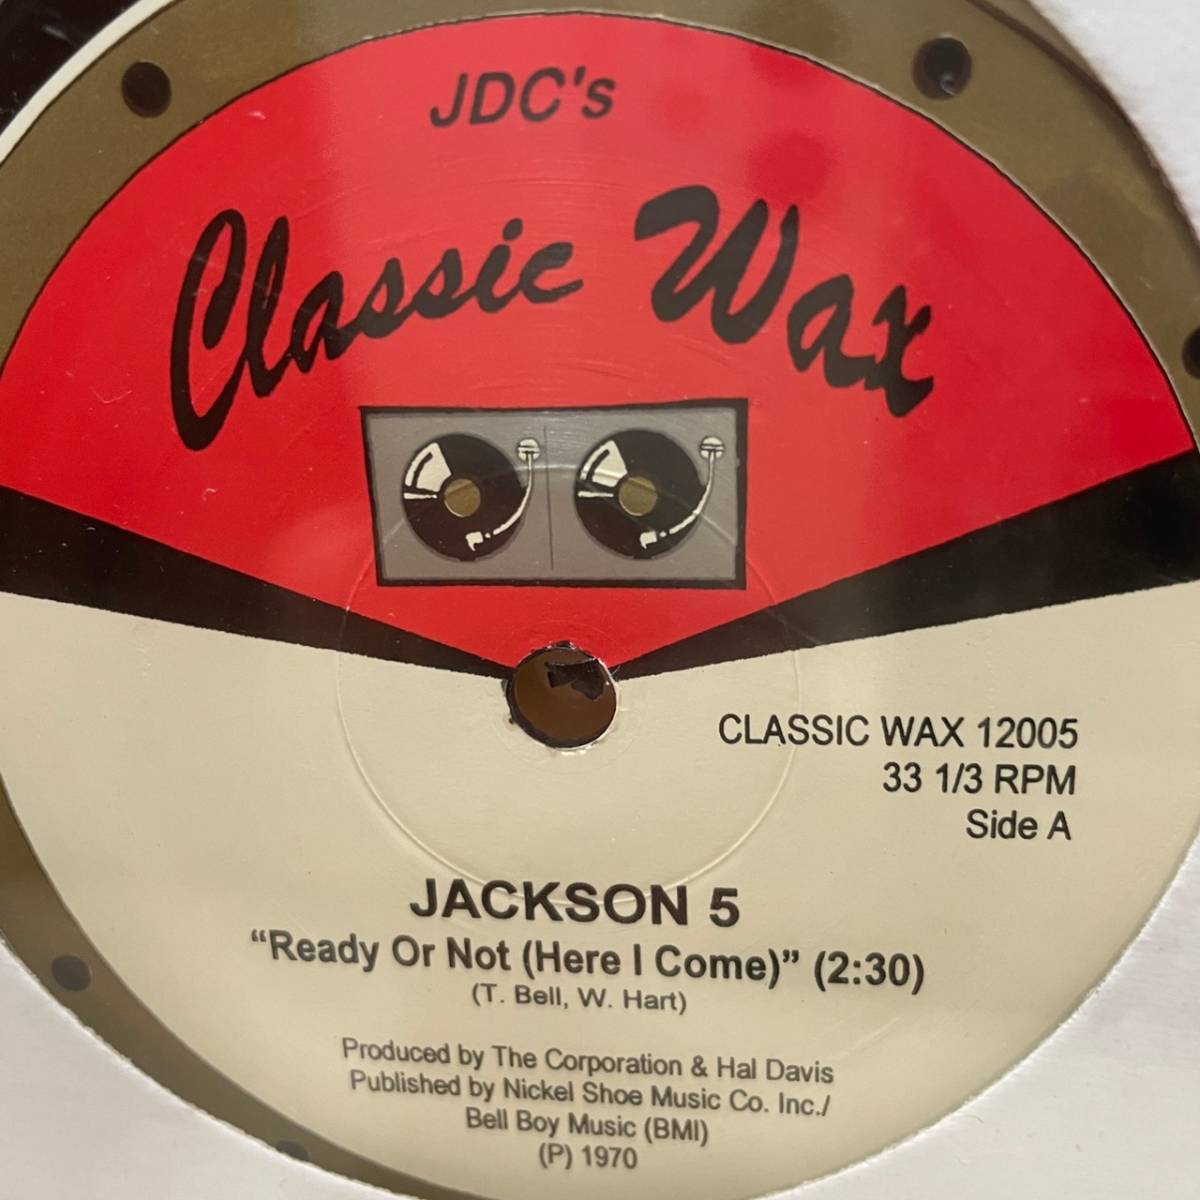 JDC's
Classic Wax
CLASSIC WAX 12005
33 1/3 RPM
Side A
JACKSON 5
“Ready Or Not (Here I Come)” (2:30)
(T. Bell, W. Hart)
Produced by The Corporation & Hal Davis
Published by Nickel Shoe Music Co. Inc./
Bell Boy Music (BMI)
(P) 1970